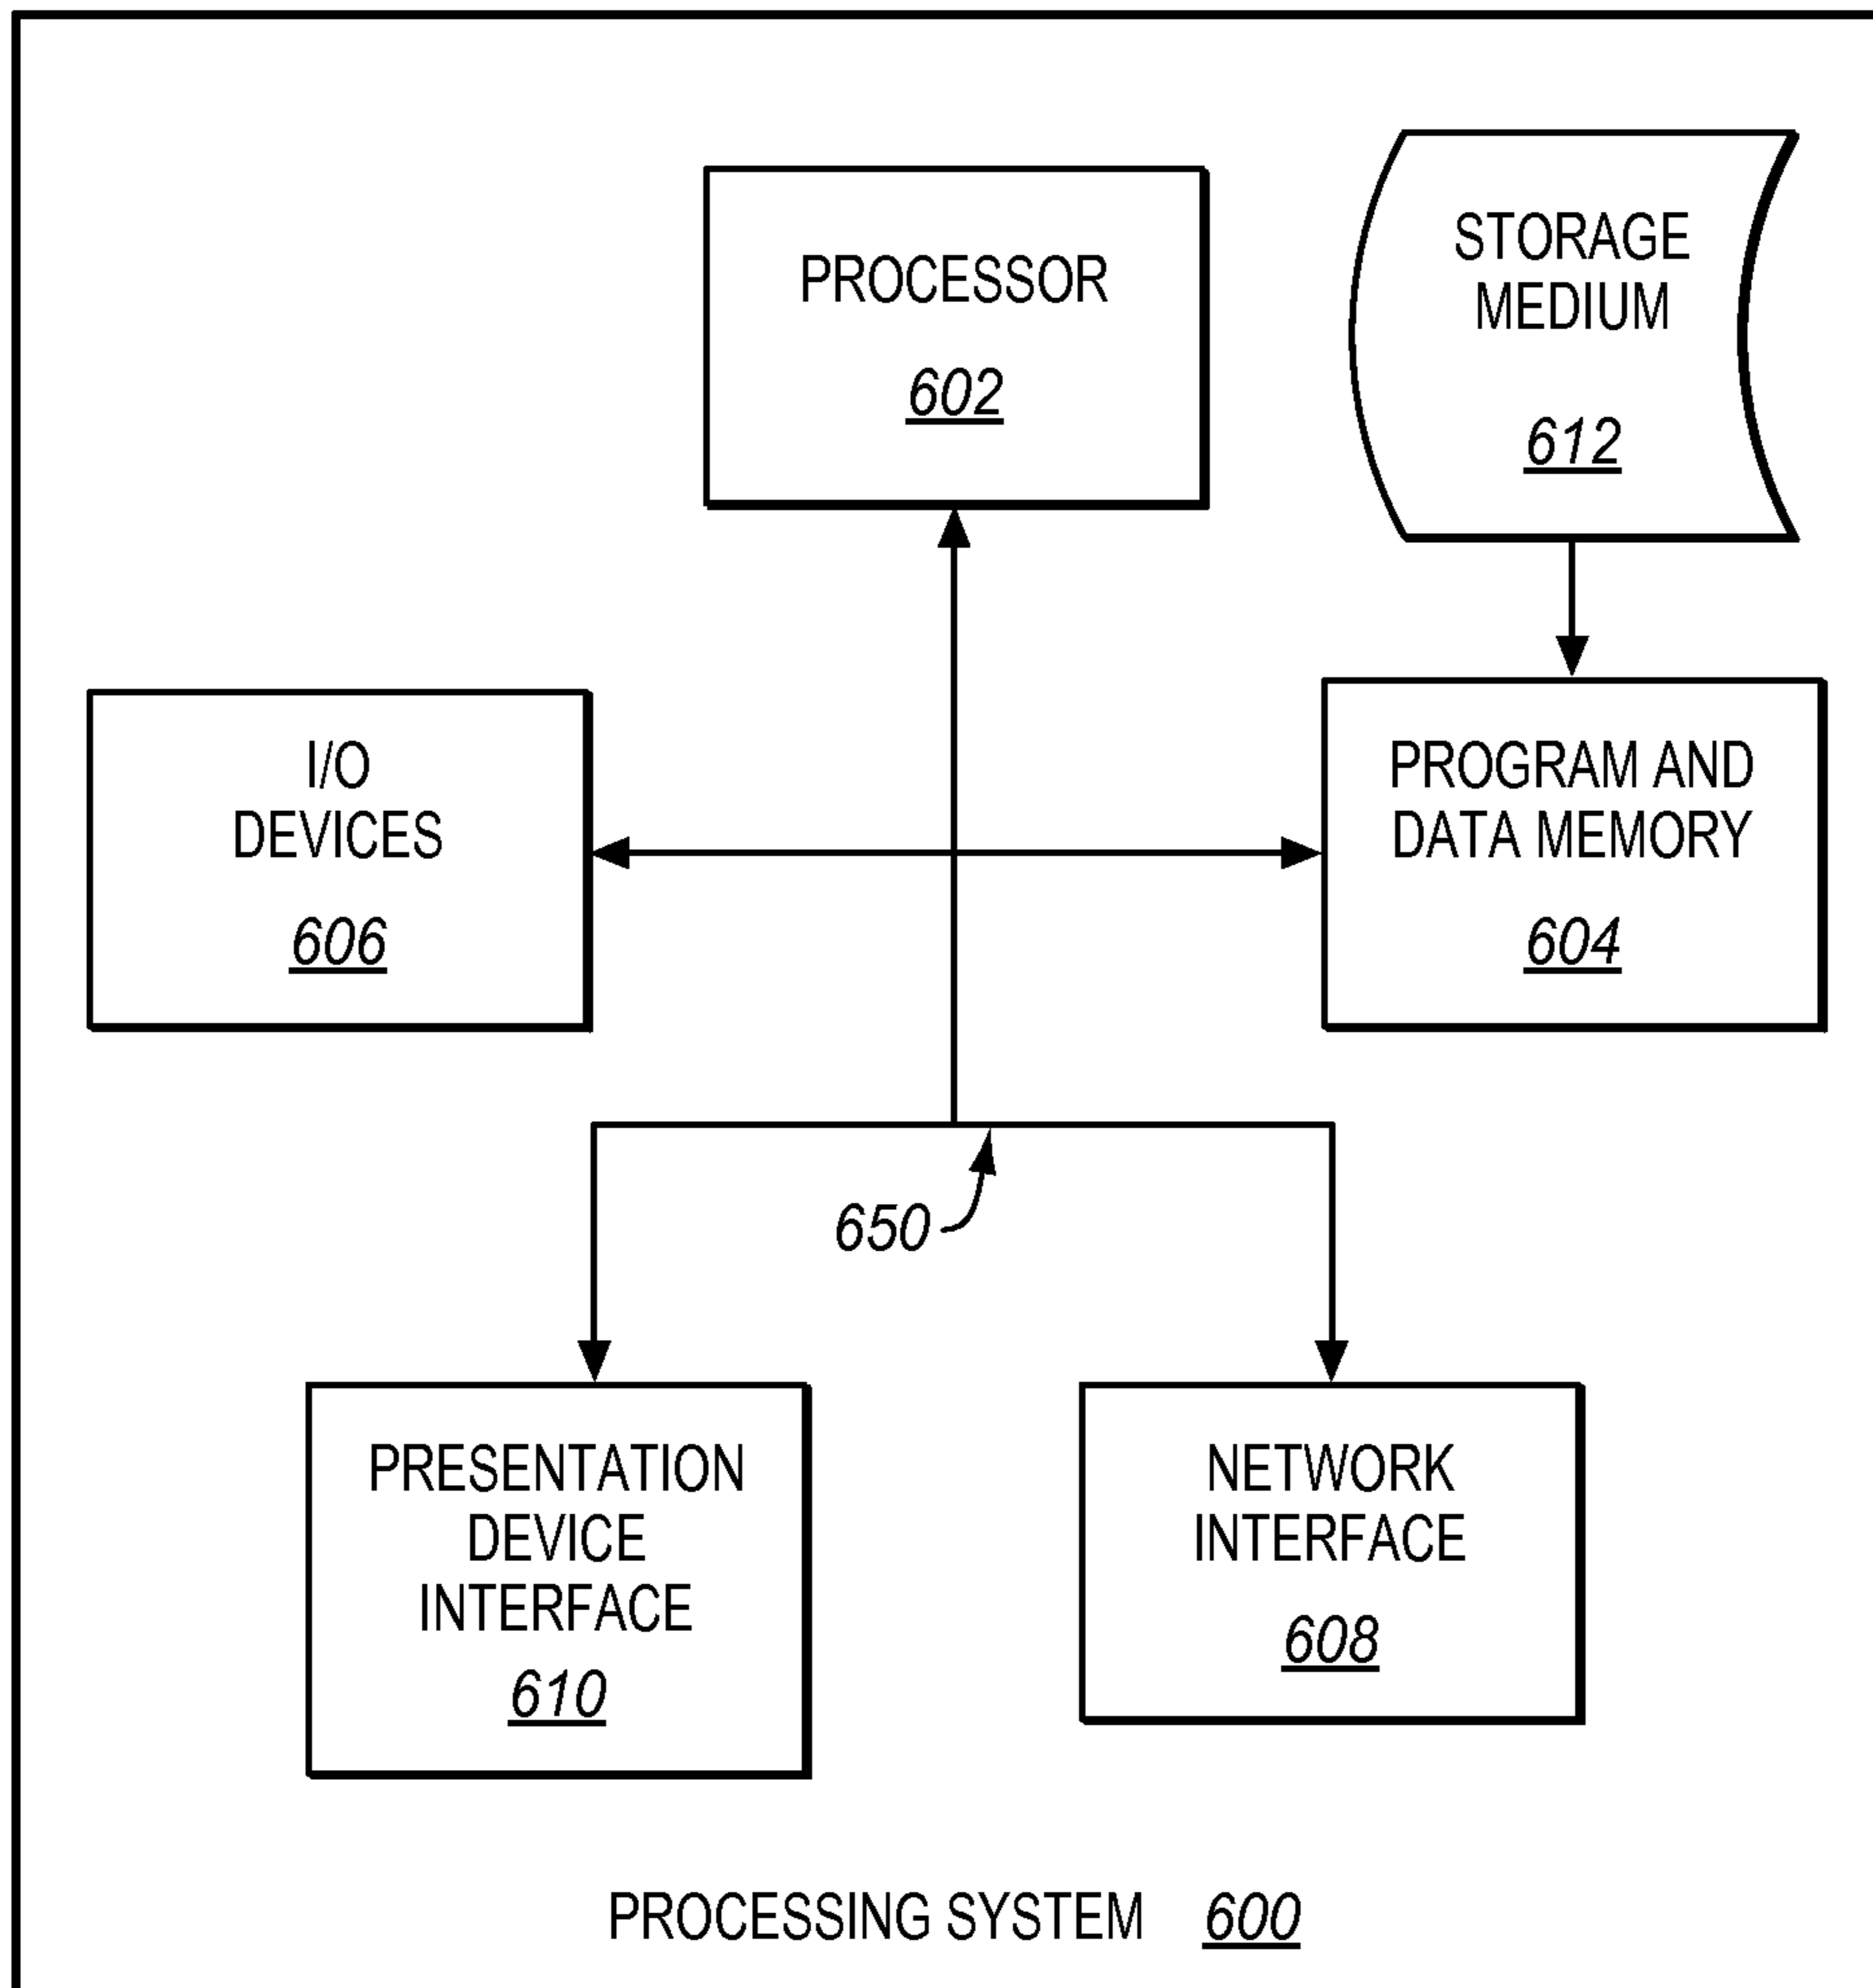 PROCESSOR
602
STORAGE
MEDIUM
612
I/O
DEVICES
606
PROGRAM AND
DATA MEMORY
604
650
PRESENTATION
DEVICE
INTERFACE
610
NETWORK
INTERFACE
608
PROCESSING SYSTEM 600